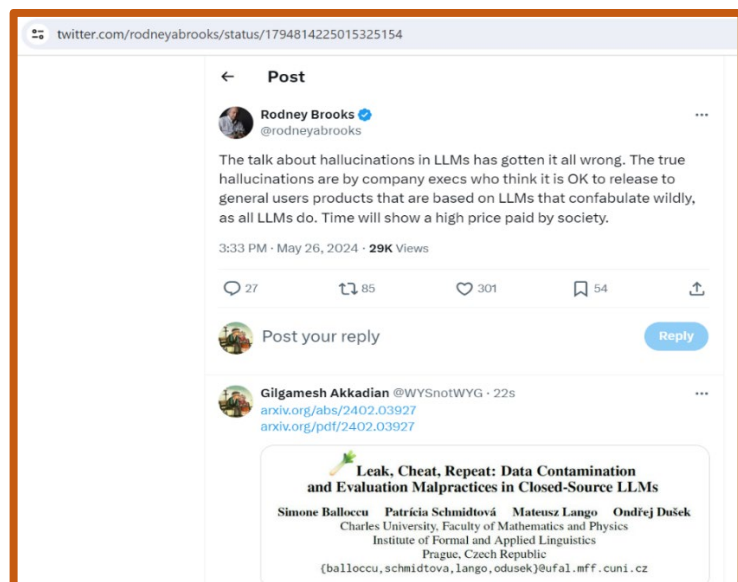 twitter.com/rodneyabrooks/status/1794814225015325154
← Post
Rodney Brooks
@rodneyabrooks
The talk about hallucinations in LLMs has gotten it all wrong. The true
hallucinations are by company execs who think it is OK to release to
general users products that are based on LLMs that confabulate wildly,
as all LLMs do. Time will show a high price paid by society.
3:33 PM · May 26, 2024 · 29K Views
27 85 301 54
Post your reply
Reply
Gilgamesh Akkadian @WYSnotWYG · 22s
arxiv.org/abs/2402.03927
arxiv.org/pdf/2402.03927
Leak, Cheat, Repeat: Data Contamination
and Evaluation Malpractices in Closed-Source LLMs
Simone Balloccu Patrícia Schmidtová Mateusz Lango Ondřej Dušek
Charles University, Faculty of Mathematics and Physics
Institute of Formal and Applied Linguistics
Prague, Czech Republic
{balloccu,schmidtova,lango,odusek}@ufal.mff.cuni.cz